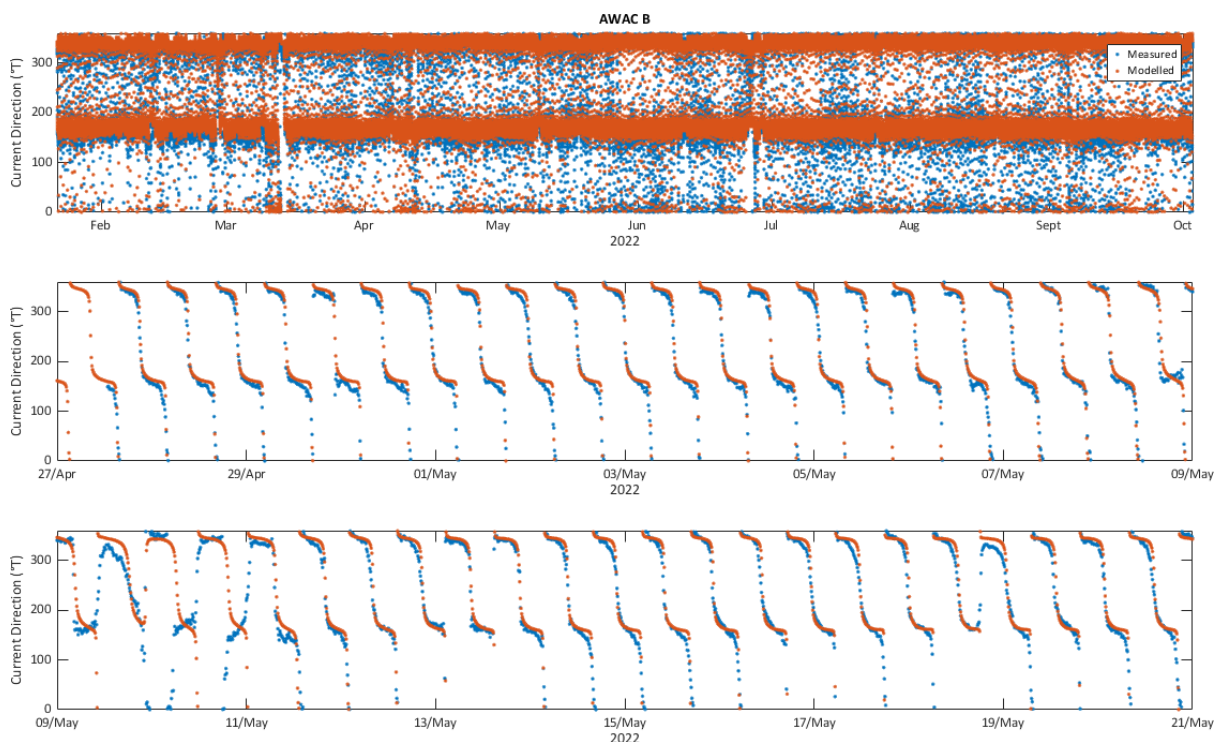 AWAC B
Current Direction (°T)
300
200
100
0
Measured
Modelled
Feb Mar Apr May Jun Jul Aug Sept Oct
2022
Current Direction (°T)
300
200
100
0
27/Apr 29/Apr 01/May 03/May 05/May 07/May 09/May
2022
Current Direction (°T)
300
200
100
0
09/May 11/May 13/May 15/May 17/May 19/May 21/May
2022